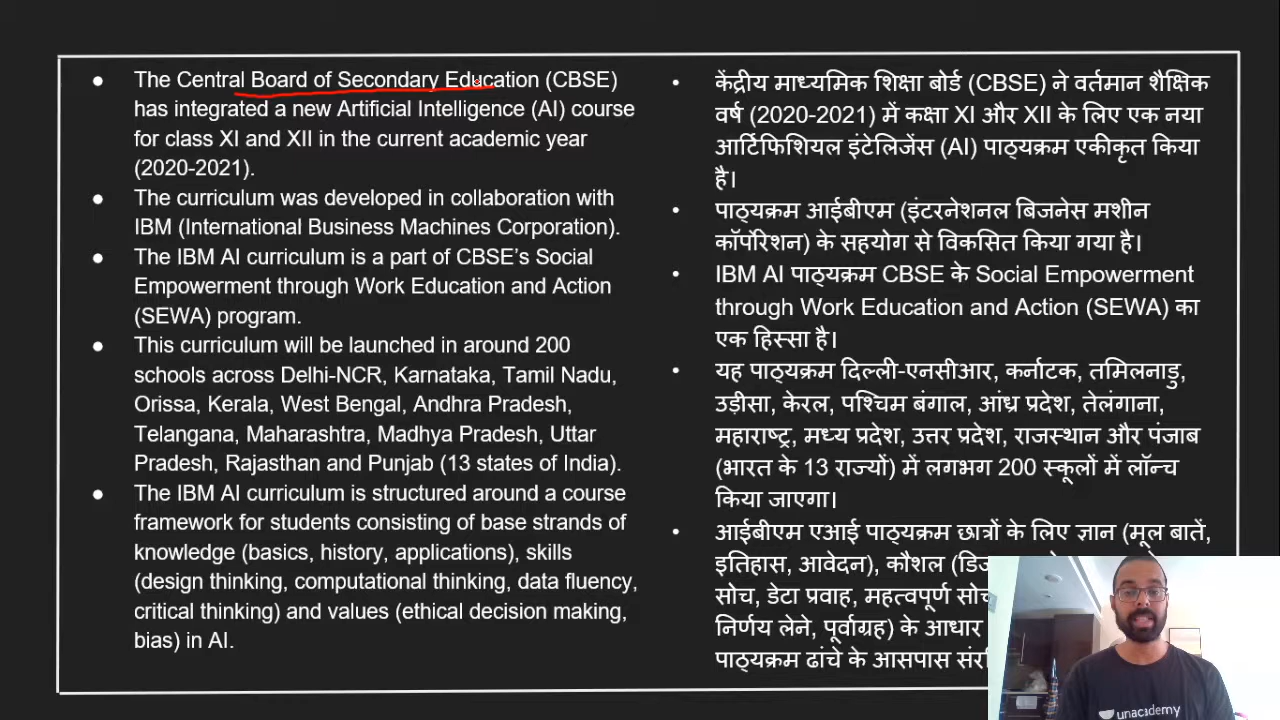 ● The Central Board of Secondary Education (CBSE)
has integrated a new Artificial Intelligence (AI) course
for class XI and XII in the current academic year
(2020-2021).
● The curriculum was developed in collaboration with
IBM (International Business Machines Corporation).
● The IBM AI curriculum is a part of CBSE's Social
Empowerment through Work Education and Action
(SEWA) program.
● This curriculum will be launched in around 200
schools across Delhi-NCR, Karnataka, Tamil Nadu,
Orissa, Kerala, West Bengal, Andhra Pradesh,
Telangana, Maharashtra, Madhya Pradesh, Uttar
Pradesh, Rajasthan and Punjab (13 states of India).
● The IBM AI curriculum is structured around a course
framework for students consisting of base strands of
knowledge (basics, history, applications), skills
(design thinking, computational thinking, data fluency,
critical thinking) and values (ethical decision making,
bias) in AI.
• केंद्रीय माध्यमिक शिक्षा बोर्ड (CBSE) ने वर्तमान शैक्षिक
वर्ष (2020-2021) में कक्षा XI और XII के लिए एक नया
आर्टिफिशियल इंटेलिजेंस (AI) पाठ्यक्रम एकीकृत किया
है।
• पाठ्यक्रम आईबीएम (इंटरनेशनल बिजनेस मशीन
कॉर्पोरेशन) के सहयोग से विकसित किया गया है।
• IBM AI पाठ्यक्रम CBSE के Social Empowerment
through Work Education and Action (SEWA) का
एक हिस्सा है।
• यह पाठ्यक्रम दिल्ली-एनसीआर, कर्नाटक, तमिलनाडु,
उड़ीसा, केरल, पश्चिम बंगाल, आंध्र प्रदेश, तेलंगाना,
महाराष्ट्र, मध्य प्रदेश, उत्तर प्रदेश, राजस्थान और पंजाब
(भारत के 13 राज्यों) में लगभग 200 स्कूलों में लॉन्च
किया जाएगा।
• आईबीएम एआई पाठ्यक्रम छात्रों के लिए ज्ञान (मूल बातें,
इतिहास, आवेदन), कौशल
सोच, डेटा प्रवाह, महत्वपूर्ण
निर्णय लेने, पूर्वाग्रह) के आधार
पाठ्यक्रम ढांचे के आसपास
unacademy